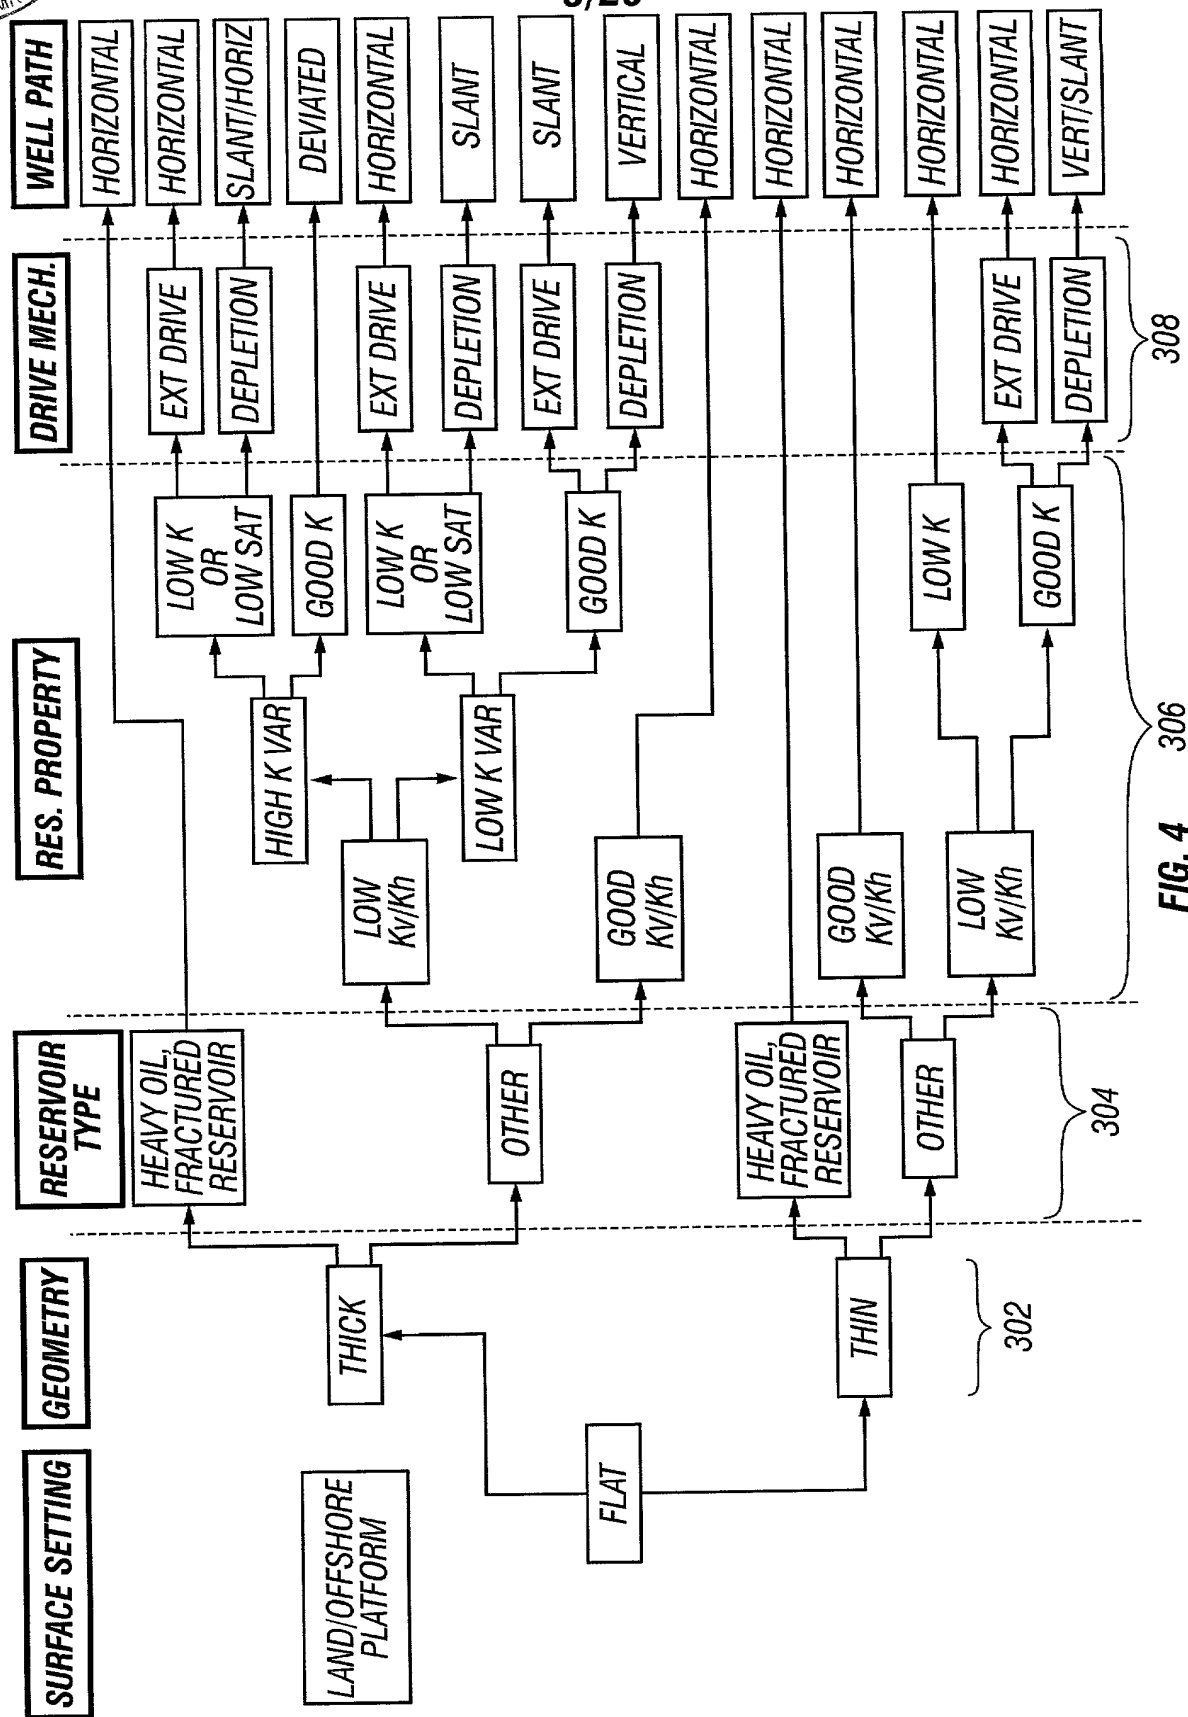 SURFACE SETTING
GEOMETRY
RESERVOIR
TYPE
RES. PROPERTY
DRIVE MECH.
WELL PATH
LAND/OFFSHORE
PLATFORM
FLAT
THICK
THIN
HEAVY OIL,
FRACTURED
RESERVOIR
OTHER
HEAVY OIL,
FRACTURED
RESERVOIR
OTHER
LOW
Kv/Kh
GOOD
Kv/Kh
GOOD
Kv/Kh
LOW
Kv/Kh
HIGH K VAR
LOW K VAR
LOW K
OR
LOW SAT
GOOD K
LOW K
OR
LOW SAT
GOOD K
LOW K
GOOD K
EXT DRIVE
DEPLETION
EXT DRIVE
DEPLETION
EXT DRIVE
DEPLETION
EXT DRIVE
DEPLETION
HORIZONTAL
HORIZONTAL
SLANT/HORIZ
DEVIATED
HORIZONTAL
SLANT
SLANT
VERTICAL
HORIZONTAL
HORIZONTAL
HORIZONTAL
HORIZONTAL
HORIZONTAL
VERT/SLANT
302
304
306
308
FIG. 4